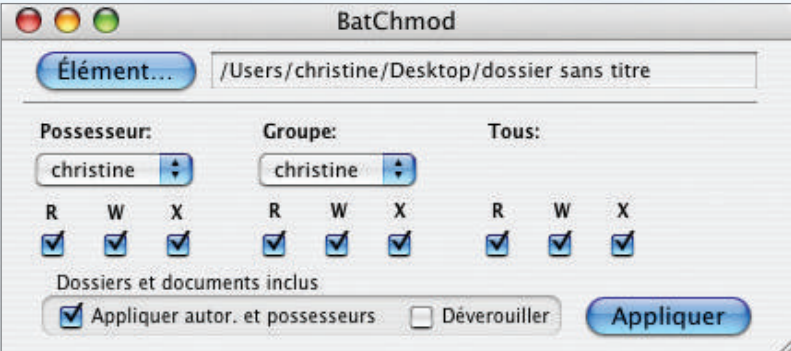 BatChmod
Élément... /Users/christine/Desktop/dossier sans titre
Possesseur: Groupe: Tous:
christine christine
R W X R W X R W X
Dossiers et documents inclus
Appliquer autor. et possesseurs Déverouiller Appliquer